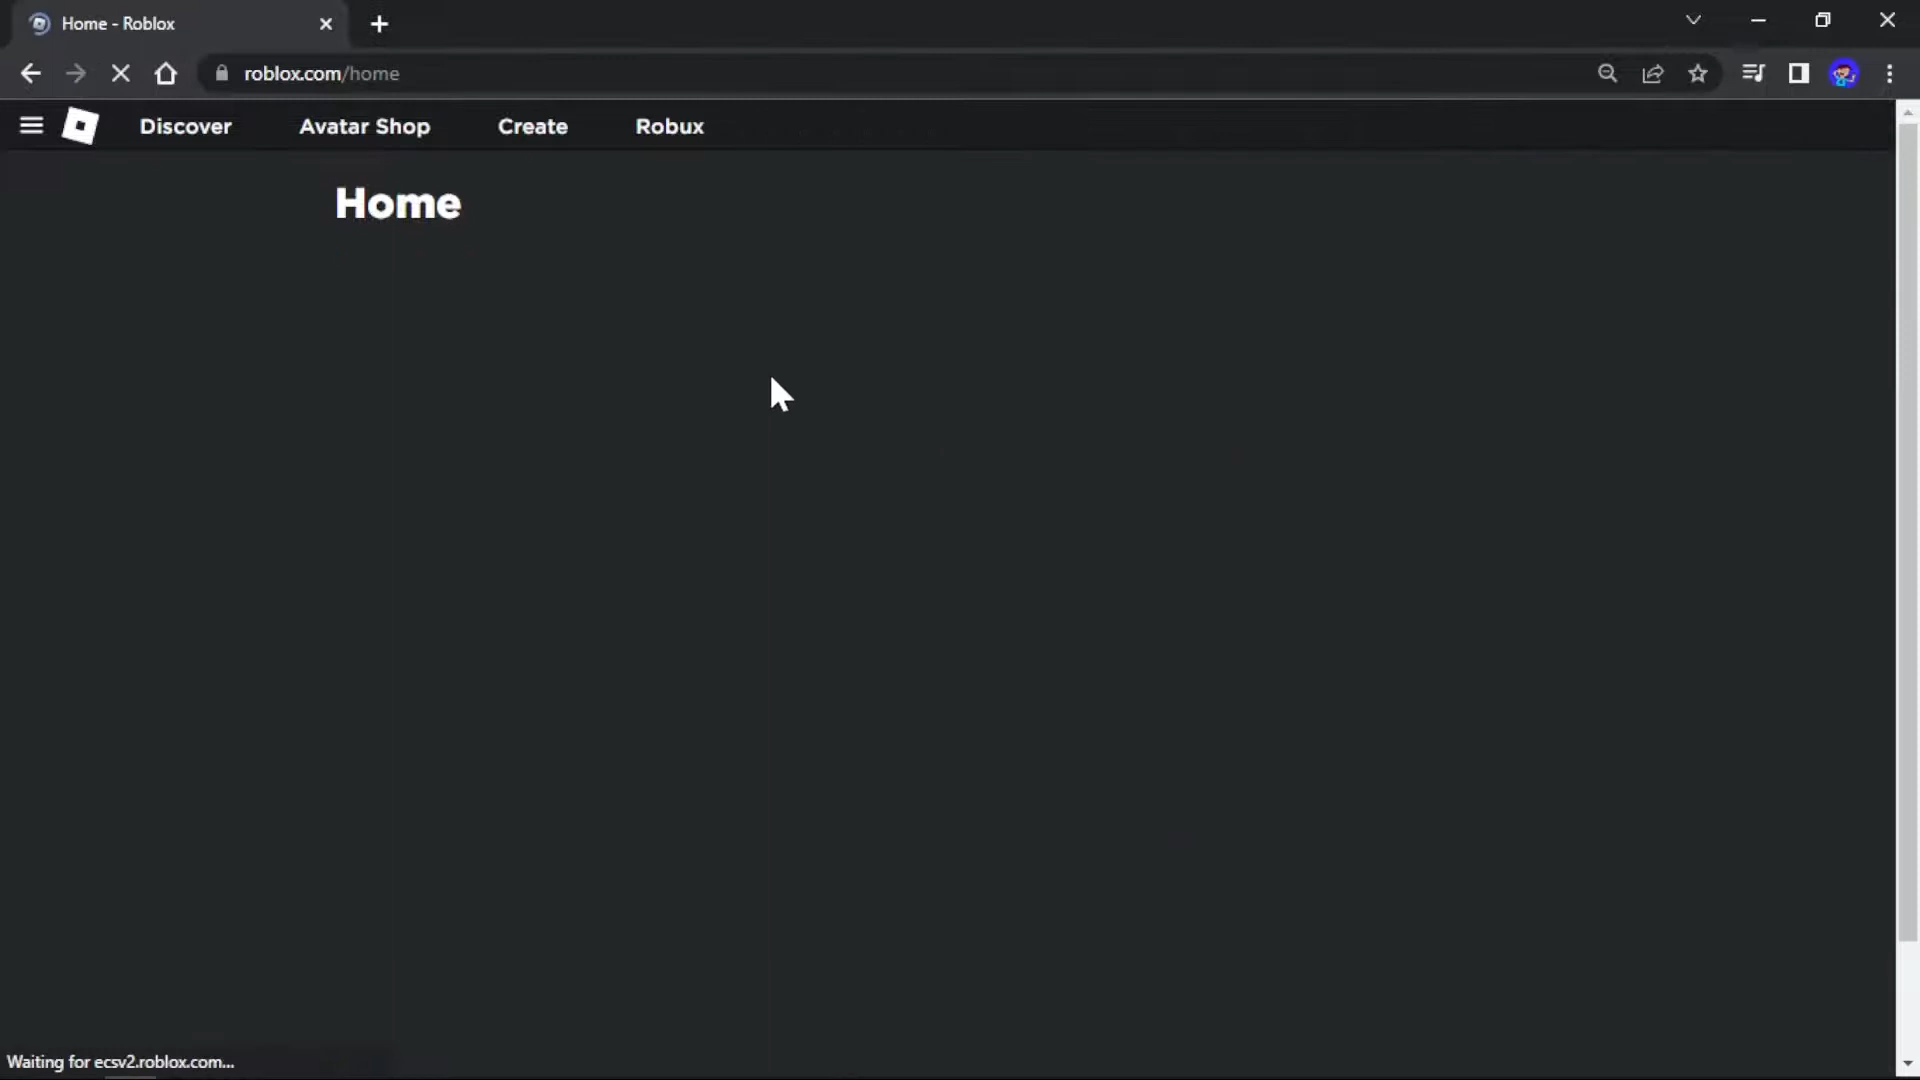 Home - Roblox
roblox.com/home
Discover Avatar Shop Create Robux
Home
Waiting for ecsv2.roblox.com...